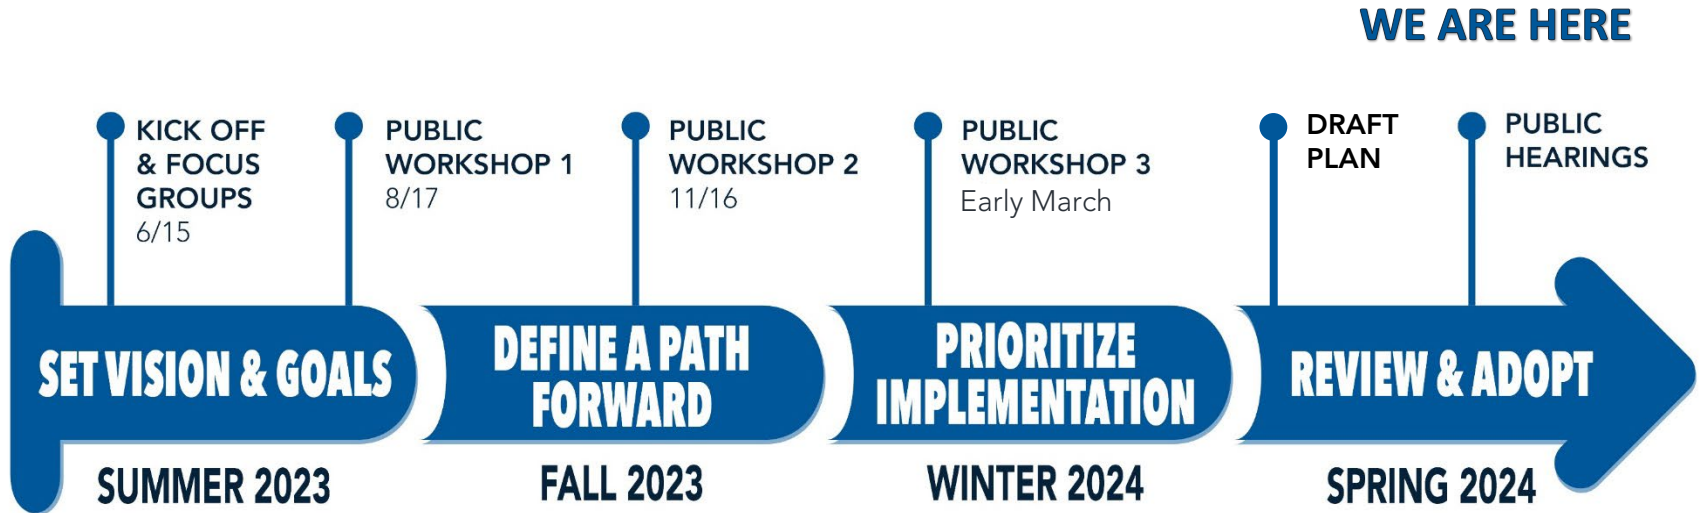 WE ARE HERE
KICK OFF
& FOCUS
GROUPS
6/15
PUBLIC
WORKSHOP 1
8/17
PUBLIC
WORKSHOP 2
11/16
PUBLIC
WORKSHOP 3
Early March
DRAFT
PLAN
PUBLIC
HEARINGS
SET VISION & GOALS
DEFINE A PATH
FORWARD
PRIORITIZE
IMPLEMENTATION
REVIEW & ADOPT
SUMMER 2023
FALL 2023
WINTER 2024
SPRING 2024